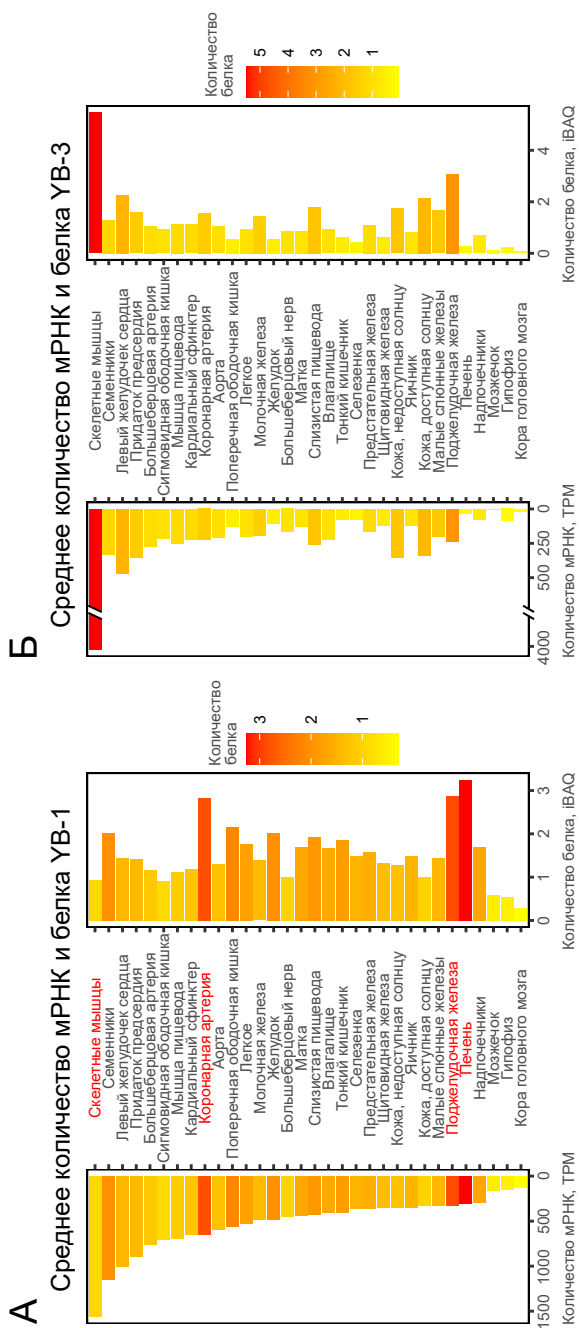 А
Среднее количество мРНК и белка YB-1
Скелетные мышцы
Семенники
Левый желудочек сердца
Придаток предсердия
Большеберцовая артерия
Сигмовидная ободочная кишка
Мышца пищевода
Кардиальный сфинктер
Коронарная артерия
Аорта
Поперечная ободочная кишка
Легкое
Молочная железа
Желудок
Большеберцовый нерв
Матка
Слизистая пищевода
Влагалище
Тонкий кишечник
Селезенка
Предстательная железа
Щитовидная железа
Кожа, недоступная солнцу
Яичник
Кожа, доступная солнцу
Малые слюнные железы
Поджелудочная железа
Печень
Надпочечники
Мозжечок
Гипофиз
Кора головного мозга
1500 1000 500 0
Количество мРНК, TPM
0 1 2 3
Количество белка, iBAQ
Количество
белка
3
2
1
Б
Среднее количество мРНК и белка YB-3
Скелетные мышцы
Семенники
Левый желудочек сердца
Придаток предсердия
Большеберцовая артерия
Сигмовидная ободочная кишка
Мышца пищевода
Кардиальный сфинктер
Коронарная артерия
Аорта
Поперечная ободочная кишка
Легкое
Молочная железа
Желудок
Большеберцовый нерв
Матка
Слизистая пищевода
Влагалище
Тонкий кишечник
Селезенка
Предстательная железа
Щитовидная железа
Кожа, недоступная солнцу
Яичник
Кожа, доступная солнцу
Малые слюнные железы
Поджелудочная железа
Печень
Надпочечники
Мозжечок
Гипофиз
Кора головного мозга
4000 500 250 0
Количество мРНК, TPM
0 2 4
Количество белка, iBAQ
Количество
белка
5
4
3
2
1